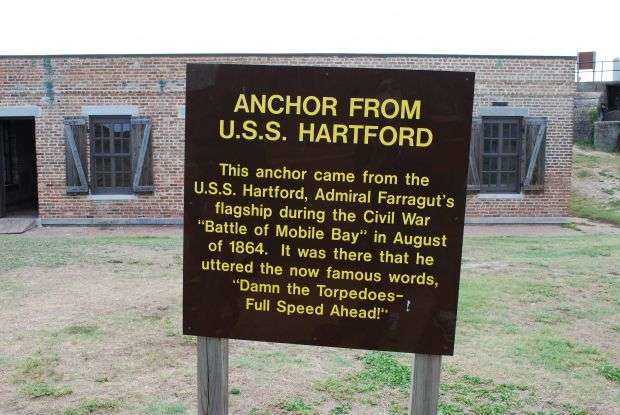 ANCHOR FROM
U.S.S. HARTFORD
This anchor came from the
U.S.S. Hartford, Admiral Farragut's
flagship during the Civil War
"Battle of Mobile Bay" in August
of 1864. It was there that he
uttered the now famous words,
"Damn the Torpedoes-
Full Speed Ahead!"